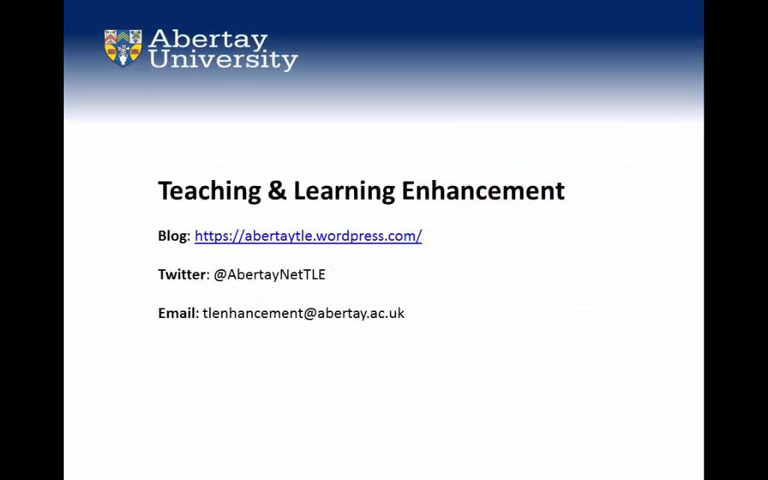 Abertay
University
Teaching & Learning Enhancement
Blog: https://abertaytle.wordpress.com/
Twitter: @AbertayNetTLE
Email: tlenhancement@abertay.ac.uk